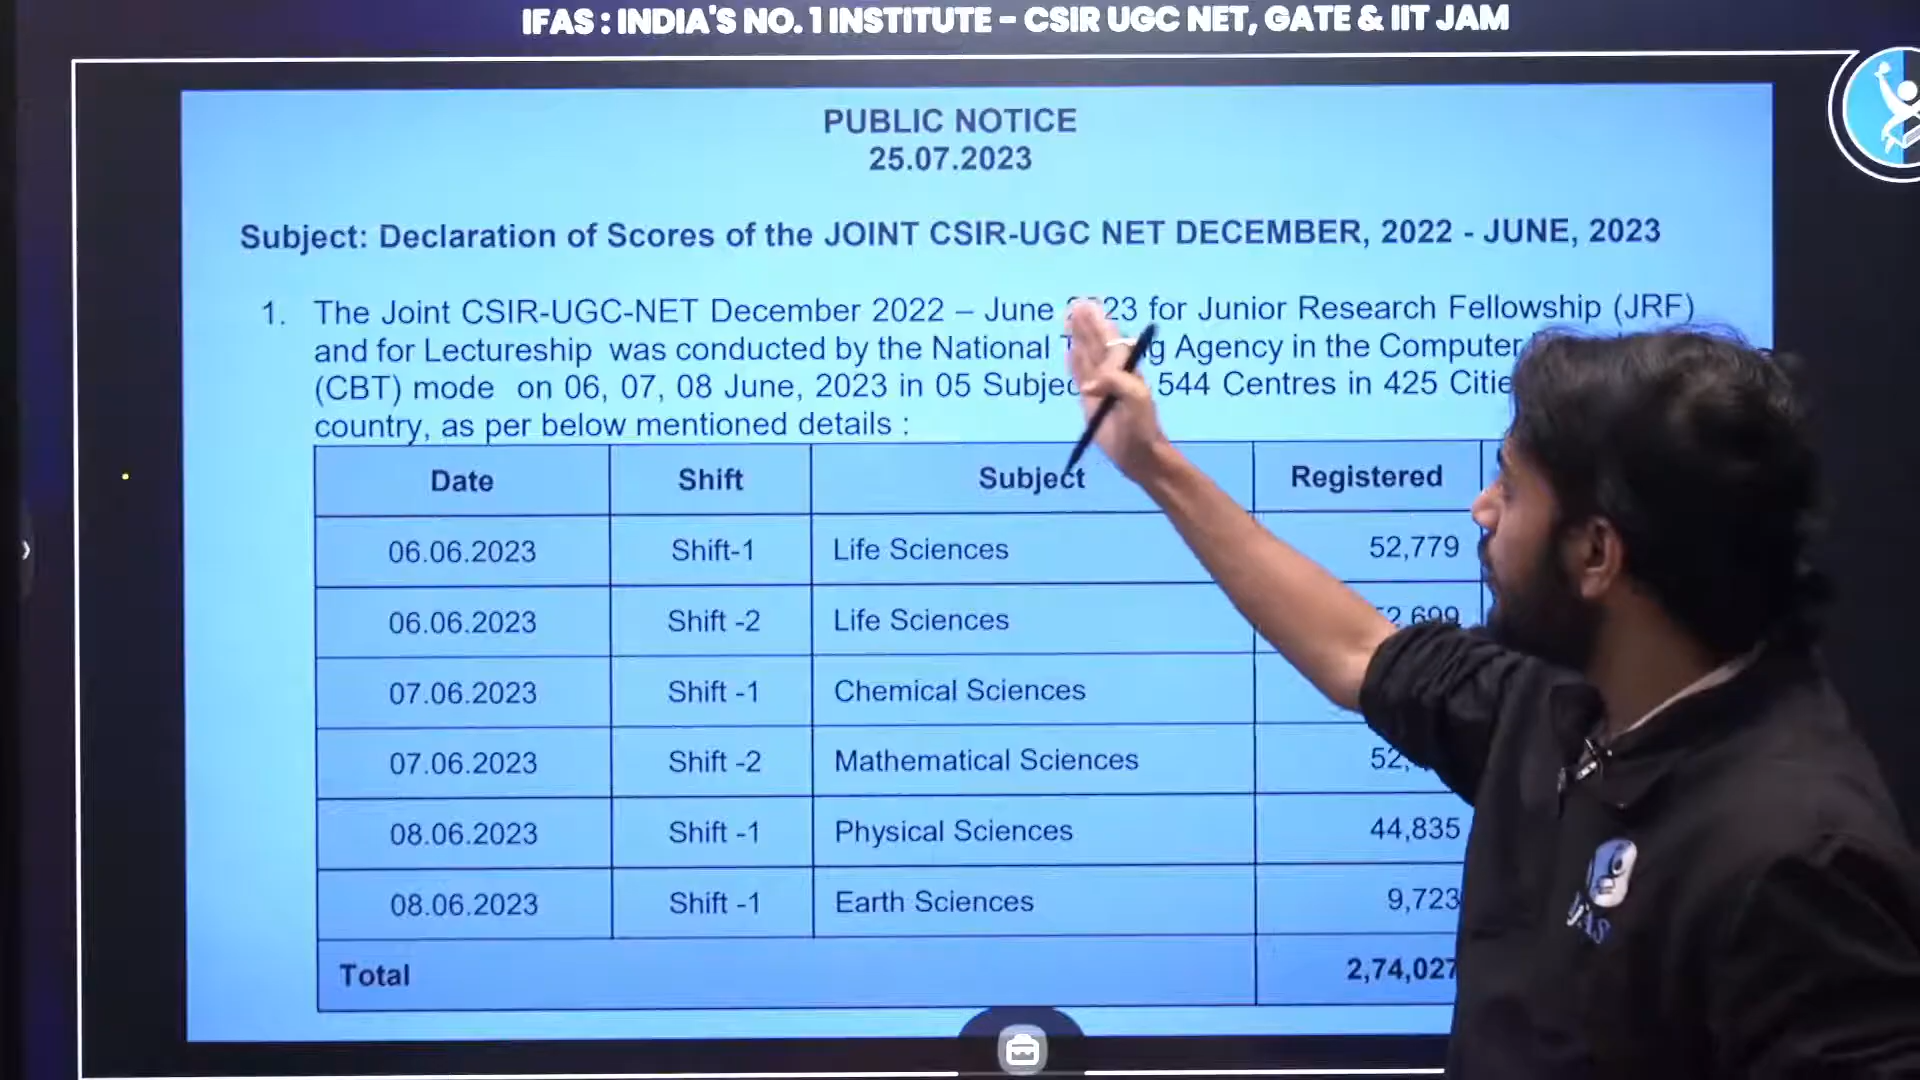 IFAS : INDIA'S NO. 1 INSTITUTE – CSIR UGC NET, GATE & IIT JAM
PUBLIC NOTICE
25.07.2023
Subject: Declaration of Scores of the JOINT CSIR-UGC NET DECEMBER, 2022 - JUNE, 2023
1. The Joint CSIR-UGC-NET December 2022 – June for Junior Research Fellowship (JRF)
and for Lectureship was conducted by the National Agency in the Computer
(CBT) mode on 06, 07, 08 June, 2023 in 05 544 Centres in 425
country, as per below mentioned details :
Date Shift Subject Registered
06.06.2023 Shift-1 Life Sciences 52,779
06.06.2023 Shift -2 Life Sciences
07.06.2023 Shift -1 Chemical Sciences
07.06.2023 Shift -2 Mathematical Sciences
08.06.2023 Shift -1 Physical Sciences 44,835
08.06.2023 Shift -1 Earth Sciences 9,723
Total 2,74,027
IFAS